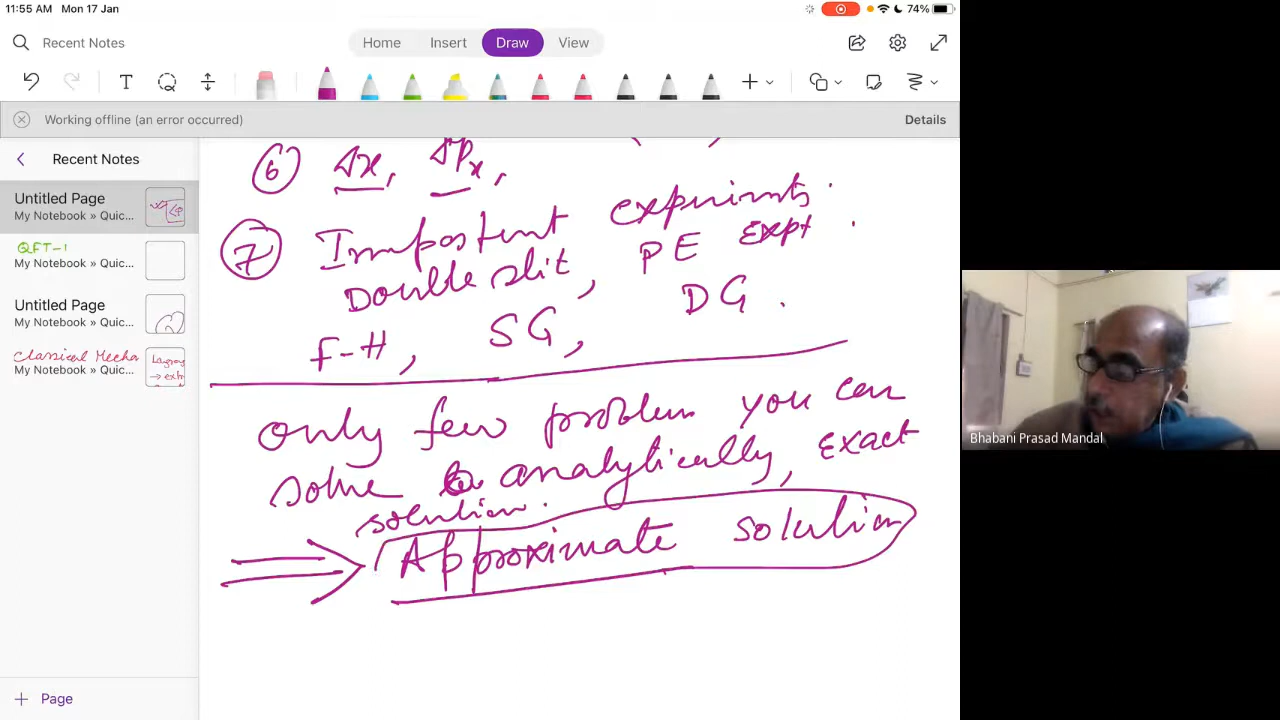 11:55 AM Mon 17 Jan
74%
Recent Notes
Home Insert Draw View
Working offline (an error occurred)
Details
Recent Notes
Untitled Page
My Notebook » Quic...
QFT-1
My Notebook » Quic...
Untitled Page
My Notebook » Quic...
Classical Mecha
My Notebook » Quic...
Page
⑥ Δx, Δpx,
⑦ Important experiments.
Double slit, PE Expt.
F-H, SG, DG.
only few problem you can
solve analytically, exact
solution.
⟹ Approximate solution
Bhabani Prasad Mandal